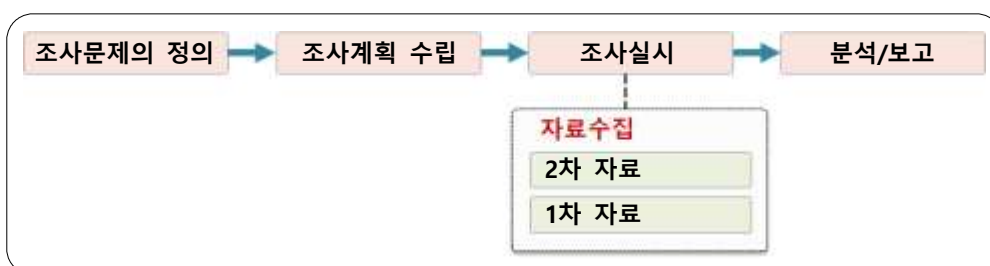 조사문제의 정의
조사계획 수립
조사실시
분석/보고
자료수집
2차 자료
1차 자료